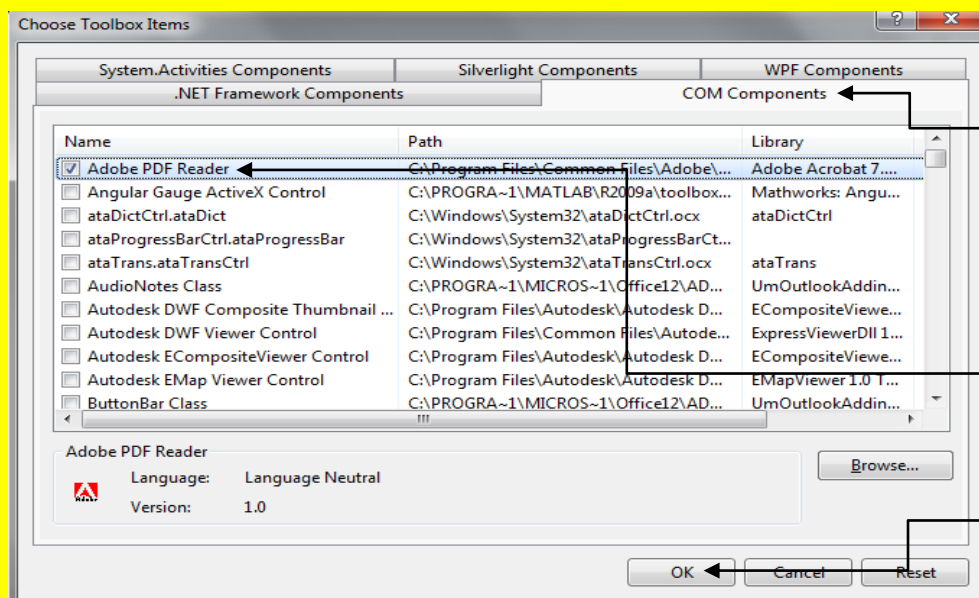 Choose Toolbox Items
System.Activities Components Silverlight Components WPF Components
.NET Framework Components COM Components
Name Path Library
Adobe PDF Reader C:\Program Files\Common Files\Adobe\... Adobe Acrobat 7....
Angular Gauge ActiveX Control C:\PROGRA~1\MATLAB\R2009a\toolbox... Mathworks: Angu...
ataDictCtrl.ataDict C:\Windows\System32\ataDictCtrl.ocx ataDictCtrl
ataProgressBarCtrl.ataProgressBar C:\Windows\System32\ataProgressBarCt...
ataTrans.ataTransCtrl C:\Windows\System32\ataTransCtrl.ocx ataTrans
AudioNotes Class C:\PROGRA~1\MICROS~1\Office12\AD... UmOutlookAddin...
Autodesk DWF Composite Thumbnail ... C:\Program Files\Autodesk\Autodesk D... ECompositeViewe...
Autodesk DWF Viewer Control C:\Program Files\Common Files\Autode... ExpressViewerDll 1...
Autodesk ECompositeViewer Control C:\Program Files\Autodesk\Autodesk D... ECompositeViewe...
Autodesk EMap Viewer Control C:\Program Files\Autodesk\Autodesk D... EMapViewer 1.0 T...
ButtonBar Class C:\PROGRA~1\MICROS~1\Office12\AD... UmOutlookAddin...
Adobe PDF Reader
Language: Language Neutral
Version: 1.0
Browse...
OK Cancel Reset